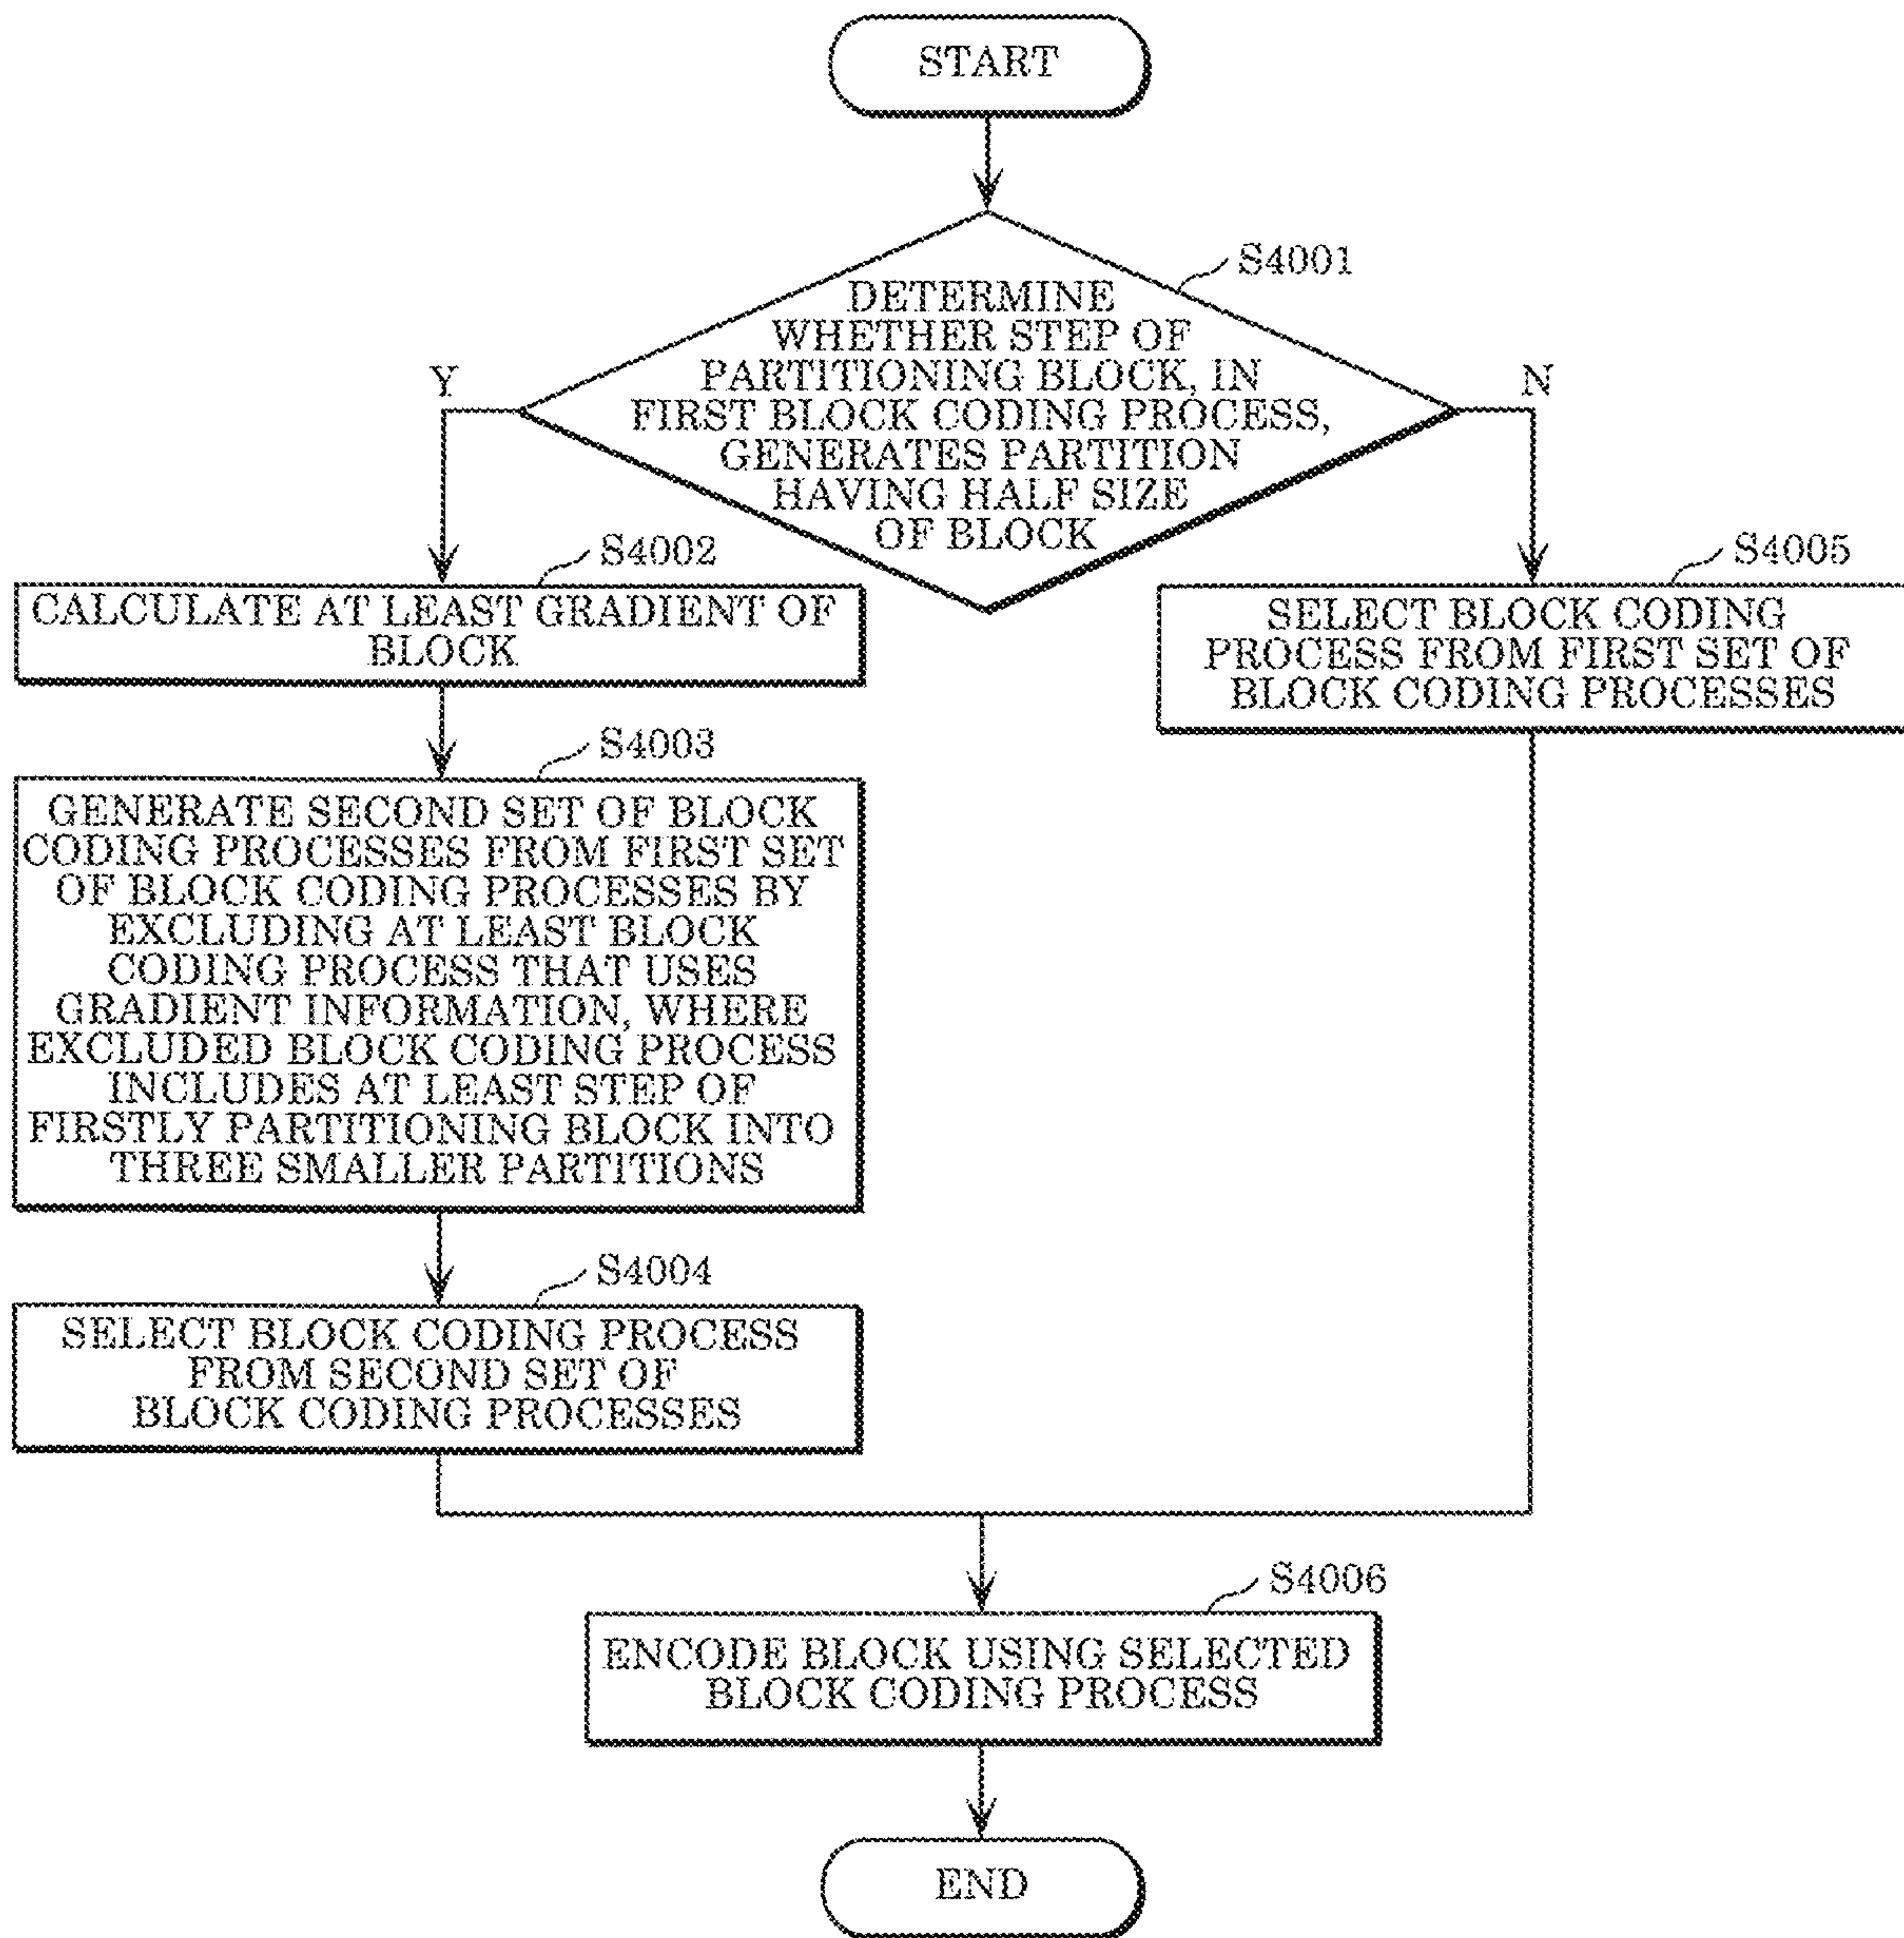 START
S4001
DETERMINE
WHETHER STEP OF
PARTITIONING BLOCK, IN
FIRST BLOCK CODING PROCESS,
GENERATES PARTITION
HAVING HALF SIZE
OF BLOCK
Y
N
S4002
CALCULATE AT LEAST GRADIENT OF
BLOCK
S4005
SELECT BLOCK CODING
PROCESS FROM FIRST SET OF
BLOCK CODING PROCESSES
S4003
GENERATE SECOND SET OF BLOCK
CODING PROCESSES FROM FIRST SET
OF BLOCK CODING PROCESSES BY
EXCLUDING AT LEAST BLOCK
CODING PROCESS THAT USES
GRADIENT INFORMATION, WHERE
EXCLUDED BLOCK CODING PROCESS
INCLUDES AT LEAST STEP OF
FIRSTLY PARTITIONING BLOCK INTO
THREE SMALLER PARTITIONS
S4004
SELECT BLOCK CODING PROCESS
FROM SECOND SET OF
BLOCK CODING PROCESSES
S4006
ENCODE BLOCK USING SELECTED
BLOCK CODING PROCESS
END